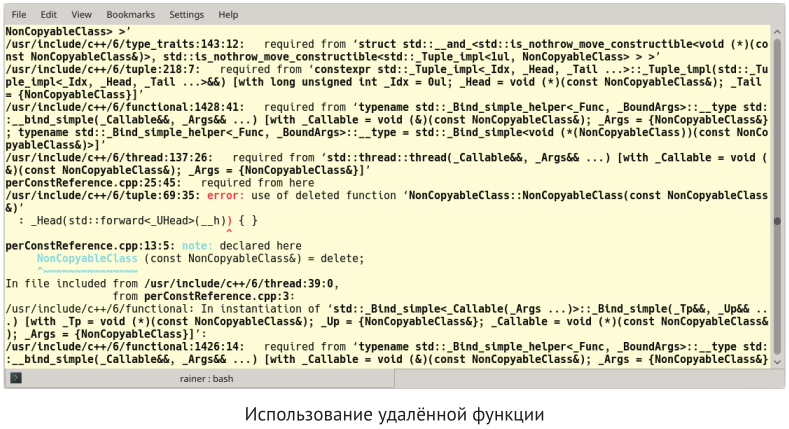 File Edit View Bookmarks Settings Help
NonCopyableClass> >’
/usr/include/c++/6/type_traits:143:12:   required from ‘struct std::__and_<std::is_nothrow_move_constructible<void (*)(co
nst NonCopyableClass&)>, std::is_nothrow_move_constructible<std::_Tuple_impl<1ul, NonCopyableClass> > >’
/usr/include/c++/6/tuple:218:7:   required from ‘constexpr std::_Tuple_impl<_Idx, _Head, _Tail ...>::_Tuple_impl(std::_Tu
ple_impl<_Idx, _Head, _Tail ...>&&) [with long unsigned int _Idx = 0ul; _Head = void (*)(const NonCopyableClass&); _Tail
= {NonCopyableClass}]’
/usr/include/c++/6/functional:1428:41:   required from ‘typename std::_Bind_simple_helper<_Func, _BoundArgs>::__type std:
:__bind_simple(_Callable&&, _Args&& ...) [with _Callable = void (&)(const NonCopyableClass&); _Args = {NonCopyableClass&}
; typename std::_Bind_simple_helper<_Func, _BoundArgs>::__type = std::_Bind_simple<void (*(NonCopyableClass))(const NonCo
pyableClass&)>]’
/usr/include/c++/6/thread:137:26:   required from ‘std::thread::thread(_Callable&&, _Args&& ...) [with _Callable = void (
&)(const NonCopyableClass&); _Args = {NonCopyableClass&}]’
perConstReference.cpp:25:45:   required from here
/usr/include/c++/6/tuple:69:35: error: use of deleted function ‘NonCopyableClass::NonCopyableClass(const NonCopyableClass
&)’
  : _Head(std::forward<_UHead>(__h)) { }
^
perConstReference.cpp:13:5: note: declared here
     NonCopyableClass (const NonCopyableClass&) = delete;
     ^~~~~~~~~~~~~~~~
In file included from /usr/include/c++/6/thread:39:0,
                 from perConstReference.cpp:3:
/usr/include/c++/6/functional: In instantiation of ‘std::_Bind_simple<_Callable(_Args ...)>::_Bind_simple(_Tp&&, _Up&& ..
.) [with _Tp = void (*)(const NonCopyableClass&); _Up = {NonCopyableClass&}; _Callable = void (*)(const NonCopyableClass&
); _Args = {NonCopyableClass}]’:
/usr/include/c++/6/functional:1426:14:   required from ‘typename std::_Bind_simple_helper<_Func, _BoundArgs>::__type std:
:__bind_simple(_Callable&&, _Args&& ...) [with _Callable = void (&)(const NonCopyableClass&); _Args = {NonCopyableClass&}
rainer : bash
Использование удалённой функции